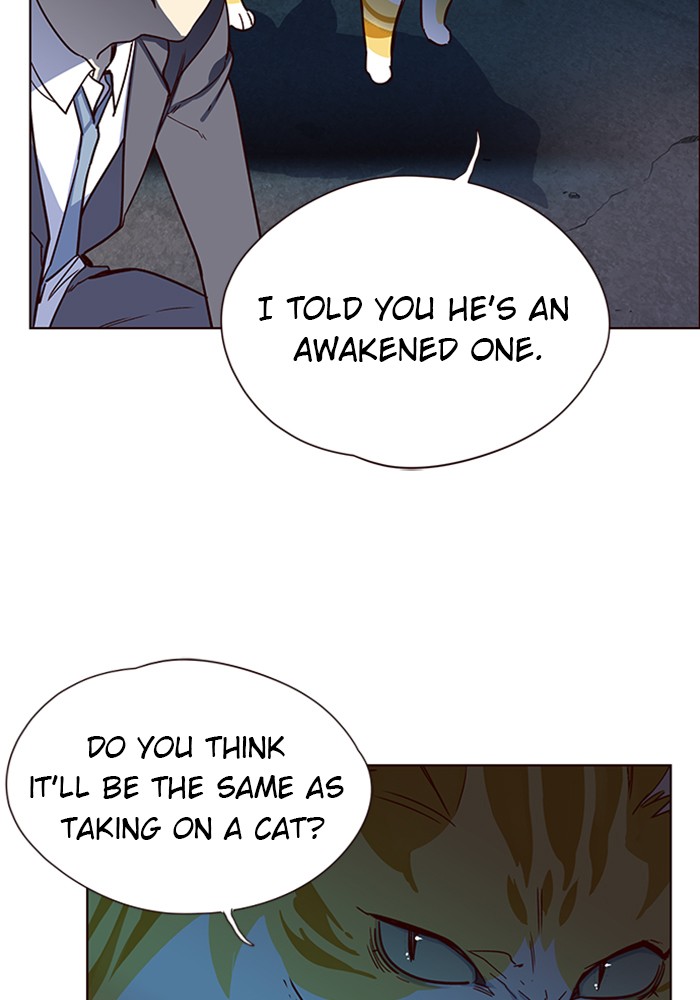 I TOLD YOU HE'S AN
AWAKENED ONE.
DO YOU THINK
IT'LL BE THE SAME AS
TAKING ON A CAT?